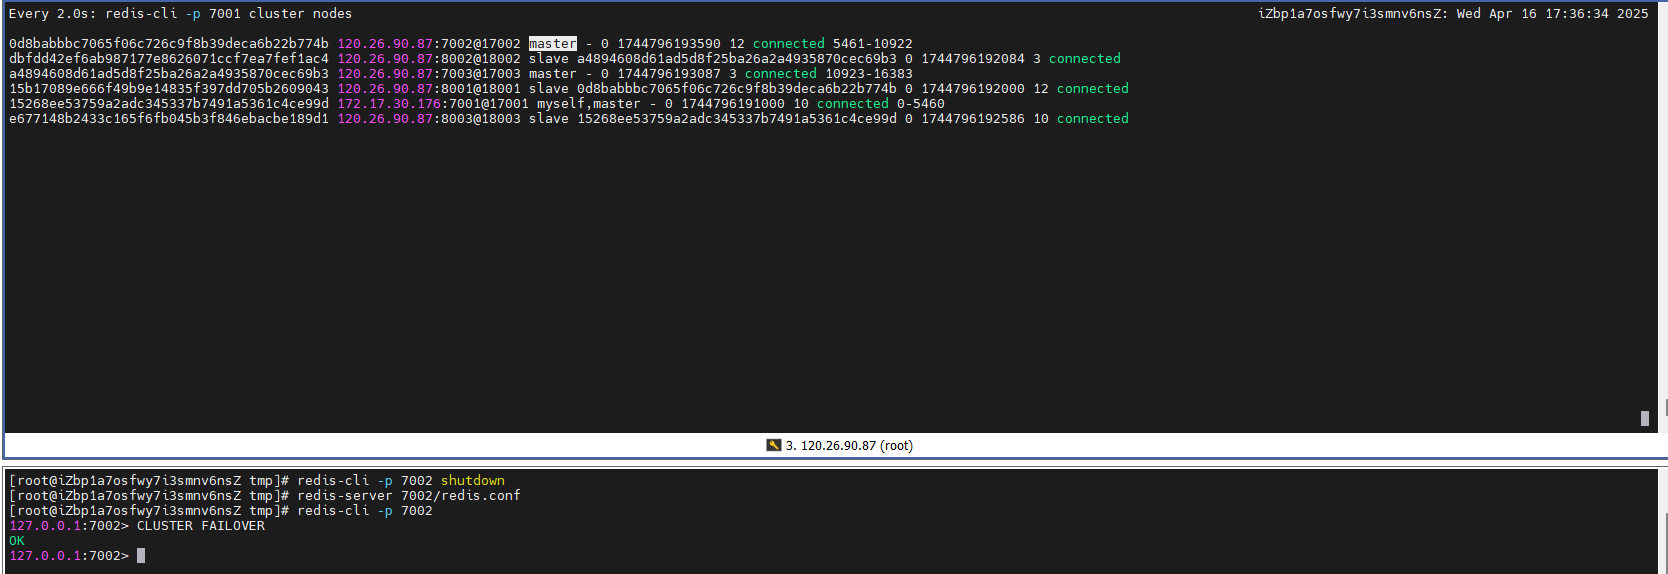 Every 2.0s: redis-cli -p 7001 cluster nodes iZbp1a7osfwy7i3smnv6nsZ: Wed Apr 16 17:36:34 2025
0d8babbbc7065f06c726c9f8b39deca6b22b774b 120.26.90.87:7002@17002 master - 0 1744796193590 12 connected 5461-10922
dbfdd42ef6ab987177e8626071ccf7ea7fef1ac4 120.26.90.87:8002@18002 slave a4894608d61ad5d8f25ba26a2a4935870cec69b3 0 1744796192084 3 connected
a4894608d61ad5d8f25ba26a2a4935870cec69b3 120.26.90.87:7003@17003 master - 0 1744796193087 3 connected 10923-16383
15b17089e666f49b9e14835f397dd705b2609043 120.26.90.87:8001@18001 slave 0d8babbbc7065f06c726c9f8b39deca6b22b774b 0 1744796192000 12 connected
15268ee53759a2adc345337b7491a5361c4ce99d 172.17.30.176:7001@17001 myself,master - 0 1744796191000 10 connected 0-5460
e677148b2433c165f6fb045b3f846ebacbe189d1 120.26.90.87:8003@18003 slave 15268ee53759a2adc345337b7491a5361c4ce99d 0 1744796192586 10 connected
3. 120.26.90.87 (root)
[root@iZbp1a7osfwy7i3smnv6nsZ tmp]# redis-cli -p 7002 shutdown
[root@iZbp1a7osfwy7i3smnv6nsZ tmp]# redis-server 7002/redis.conf
[root@iZbp1a7osfwy7i3smnv6nsZ tmp]# redis-cli -p 7002
127.0.0.1:7002> CLUSTER FAILOVER
OK
127.0.0.1:7002>